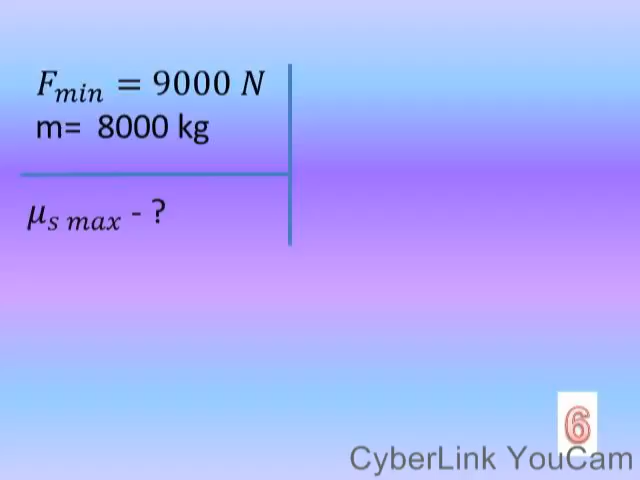 F_min = 9000 N
m= 8000 kg
μ_s max - ?
6
CyberLink YouCam